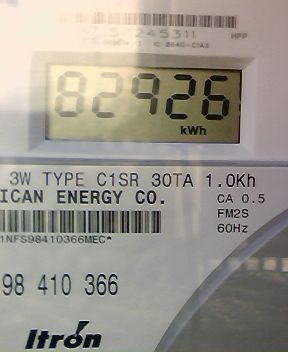 82926
kWh
3W TYPE C1SR 30TA 1.0Kh
ICAN ENERGY CO.
CA 0.5
FM2S
60Hz
1NFS98410366MEC*
98 410 366
Itron